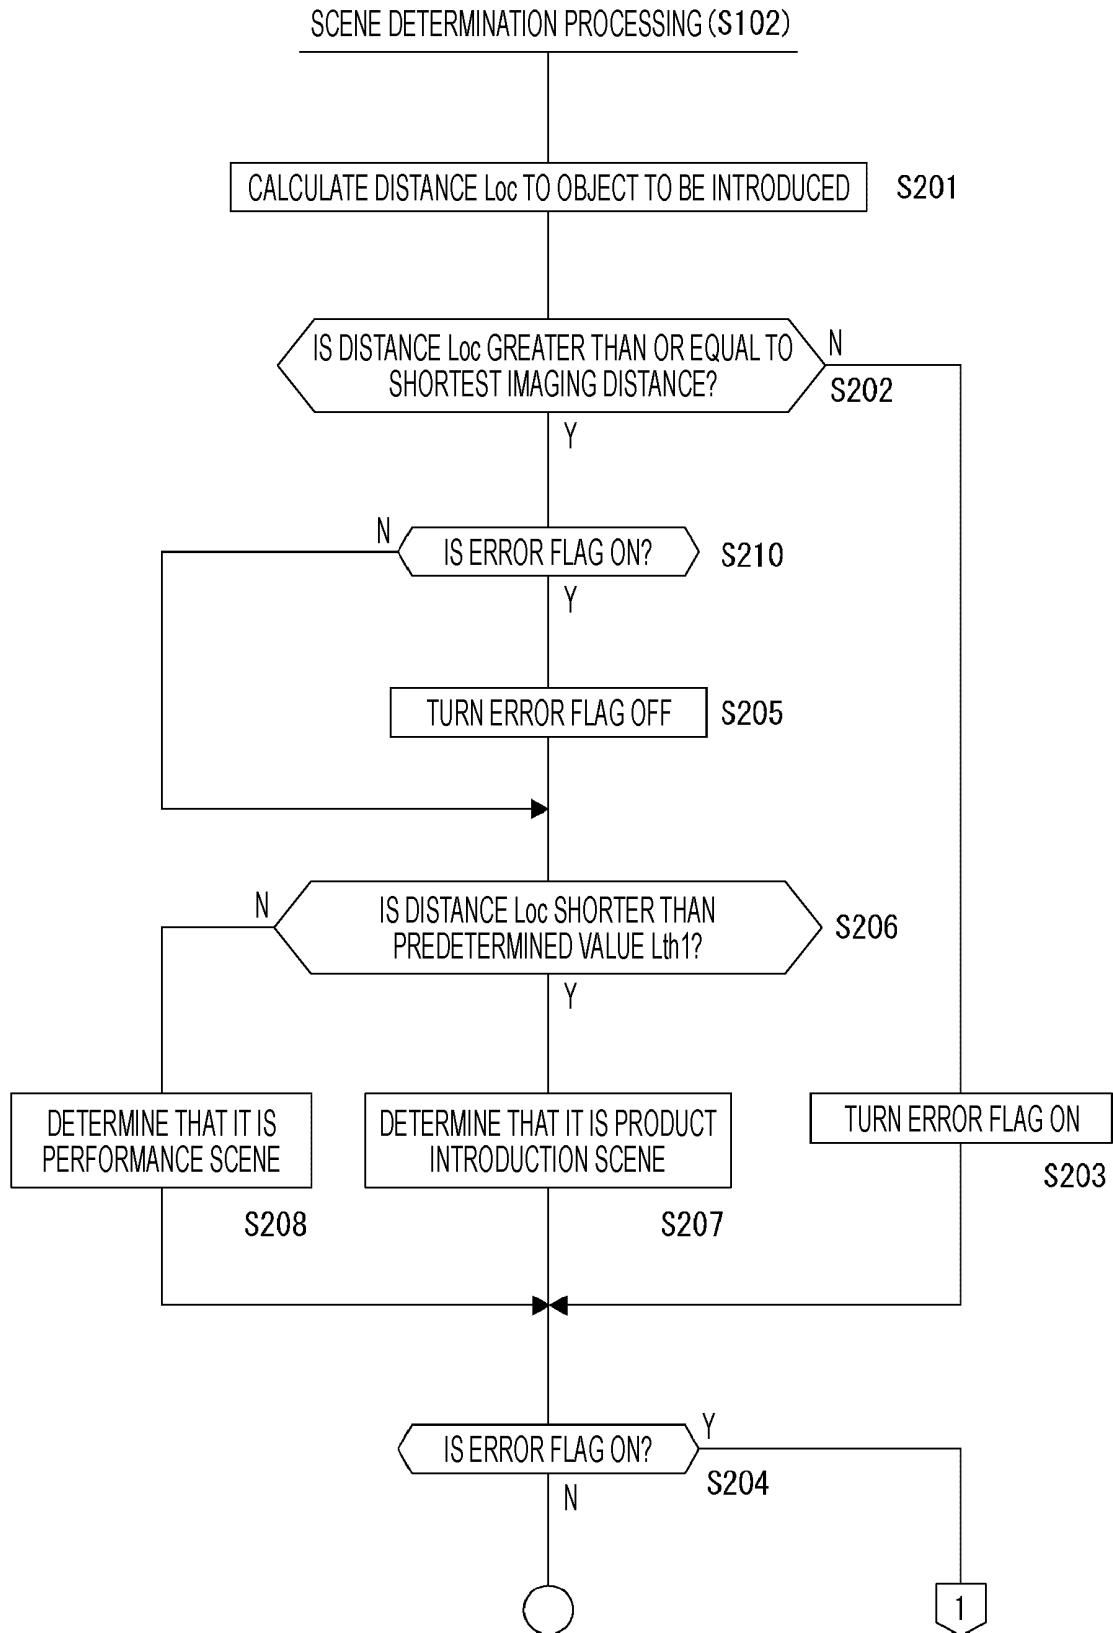 SCENE DETERMINATION PROCESSING (S102)
CALCULATE DISTANCE Loc TO OBJECT TO BE INTRODUCED
S201
IS DISTANCE Loc GREATER THAN OR EQUAL TO
SHORTEST IMAGING DISTANCE?
N
S202
Y
N
IS ERROR FLAG ON?
S210
Y
TURN ERROR FLAG OFF
S205
N
IS DISTANCE Loc SHORTER THAN
PREDETERMINED VALUE Lth1?
S206
Y
DETERMINE THAT IT IS
PERFORMANCE SCENE
S208
DETERMINE THAT IT IS PRODUCT
INTRODUCTION SCENE
S207
TURN ERROR FLAG ON
S203
IS ERROR FLAG ON?
Y
S204
N
1